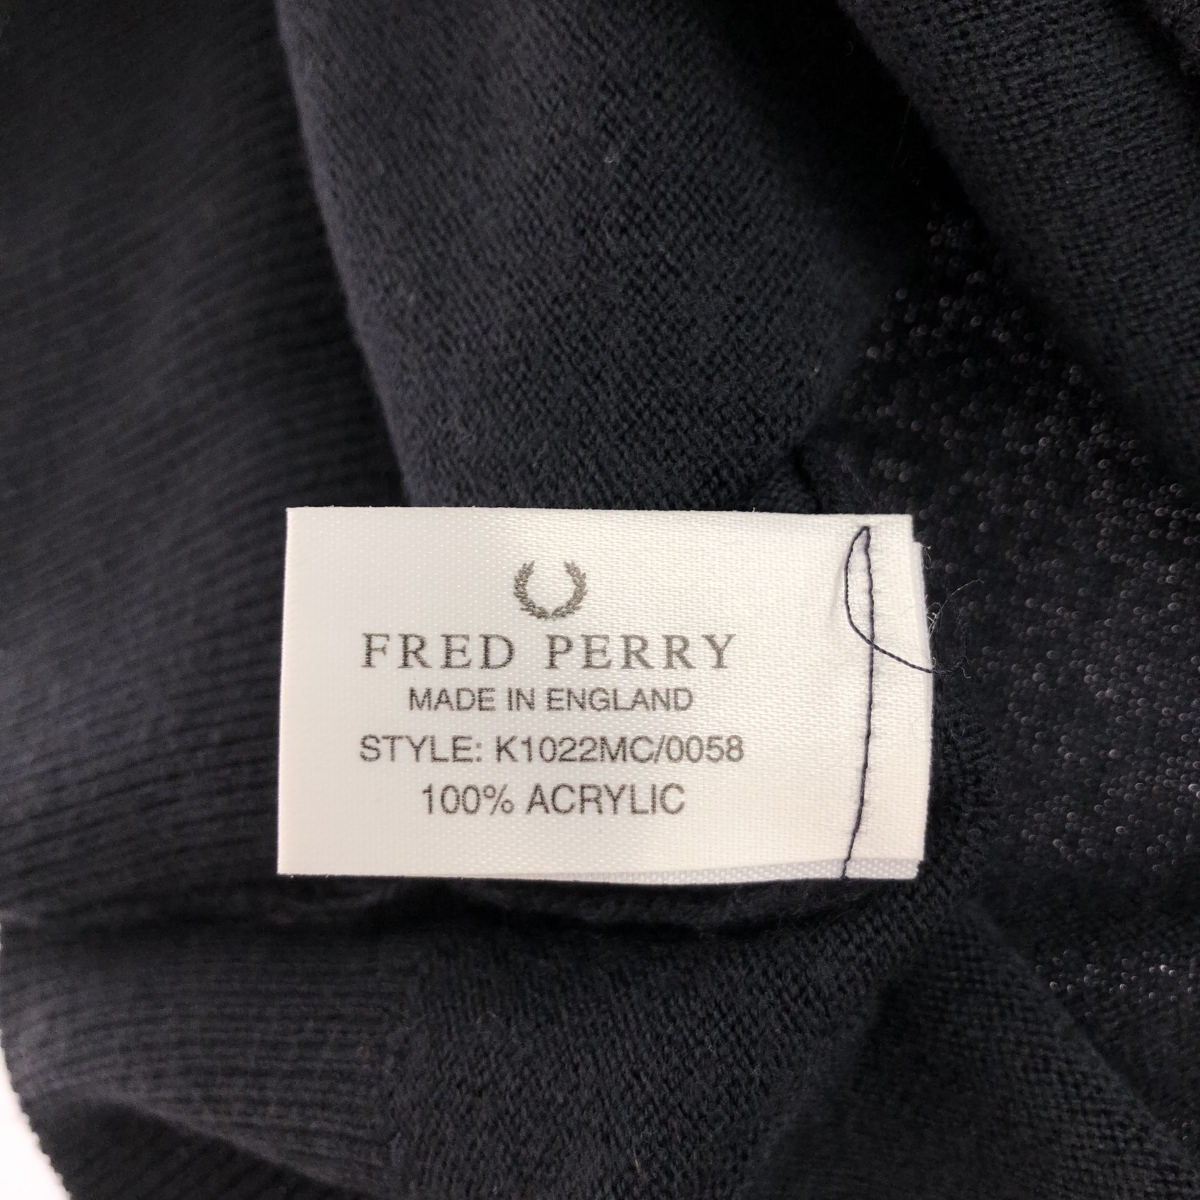 FRED PERRY
MADE IN ENGLAND
STYLE: K1022MC/0058
100% ACRYLIC